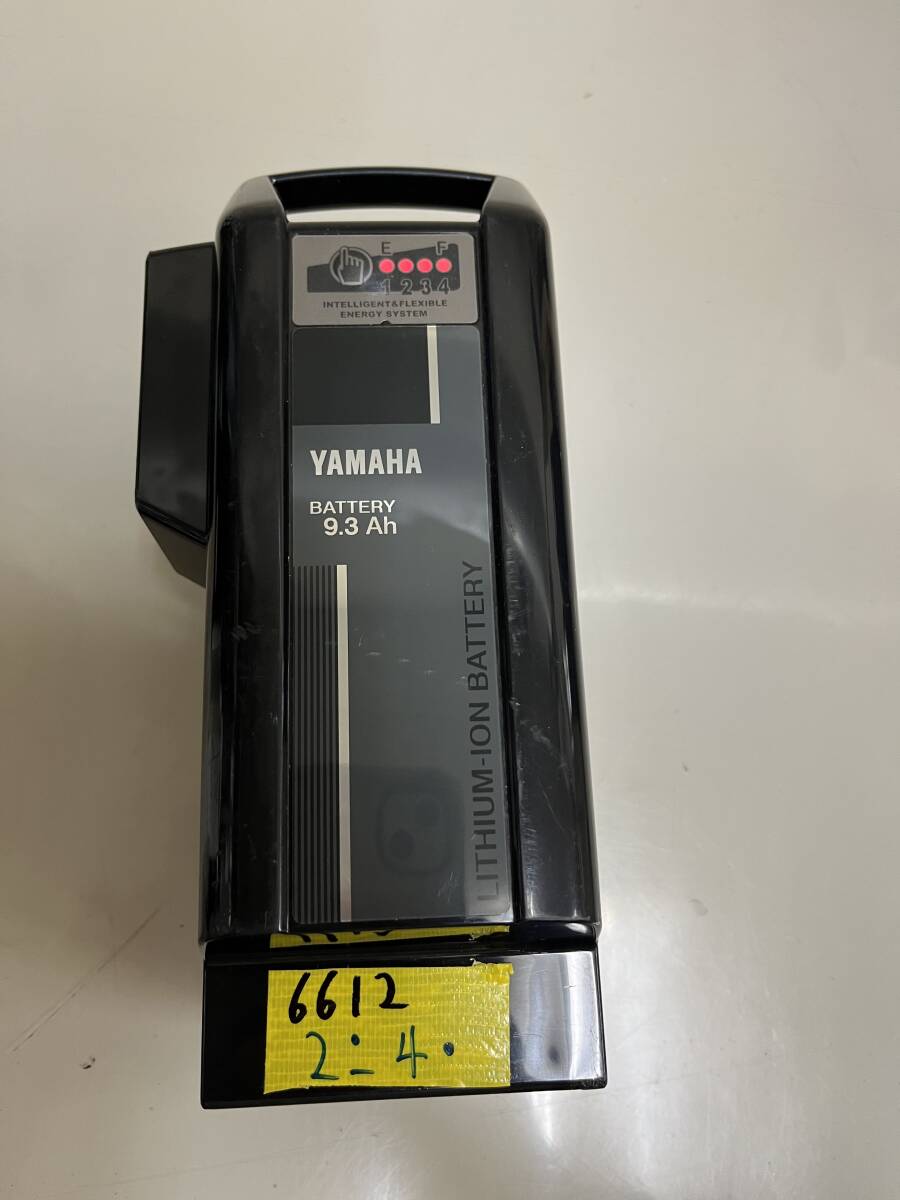 E F
1 2 3 4
INTELLIGENT&FLEXIBLE
ENERGY SYSTEM
YAMAHA
BATTERY
9.3 Ah
LITHIUM-ION BATTERY
6612
2:4.